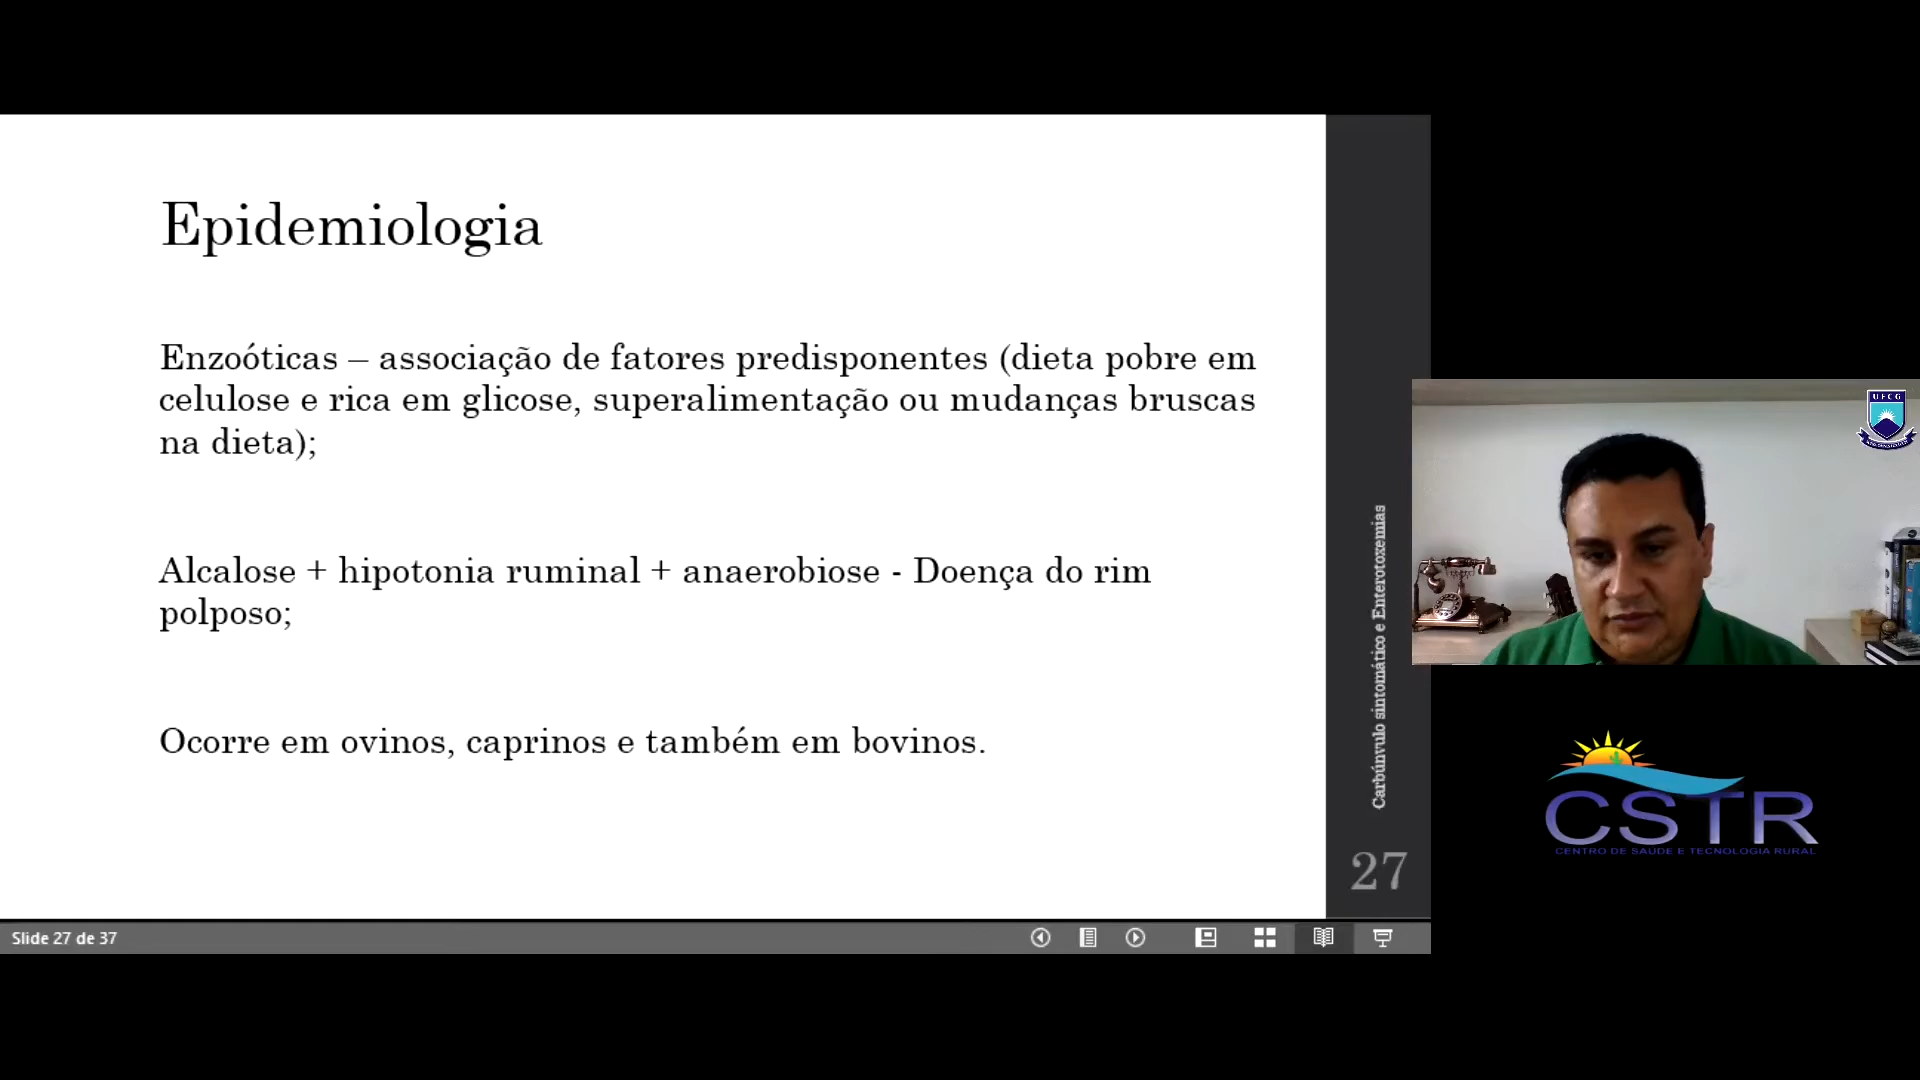 Epidemiologia
Enzoóticas – associação de fatores predisponentes (dieta pobre em
celulose e rica em glicose, superalimentação ou mudanças bruscas
na dieta);
Alcalose + hipotonia ruminal + anaerobiose - Doença do rim
polposo;
Ocorre em ovinos, caprinos e também em bovinos.
Carbúnvulo sintomático e Enterotoxemias
27
Slide 27 de 37
UFCG
CSTR
CENTRO DE SAUDE E TECNOLOGIA RURAL